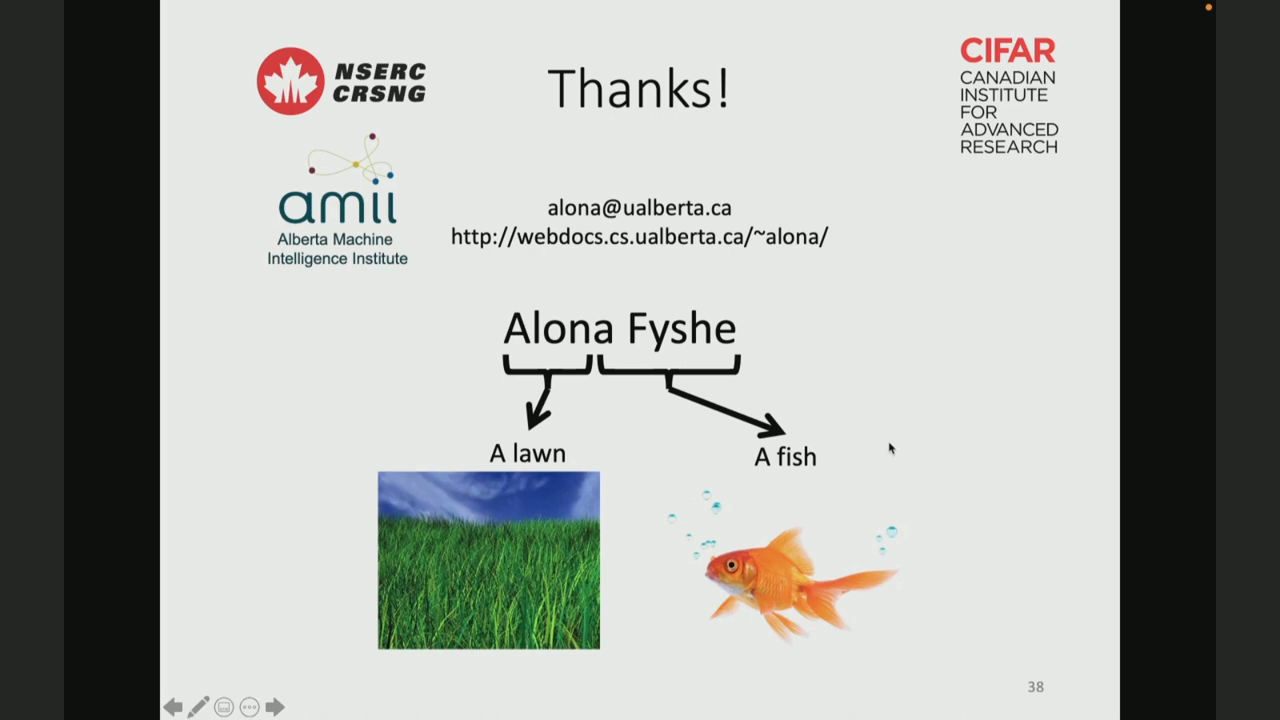 NSERC
CRSNG
Thanks!
CIFAR
CANADIAN
INSTITUTE
FOR
ADVANCED
RESEARCH
amii
Alberta Machine
Intelligence Institute
alona@ualberta.ca
http://webdocs.cs.ualberta.ca/~alona/
Alona Fyshe
A lawn
A fish
38